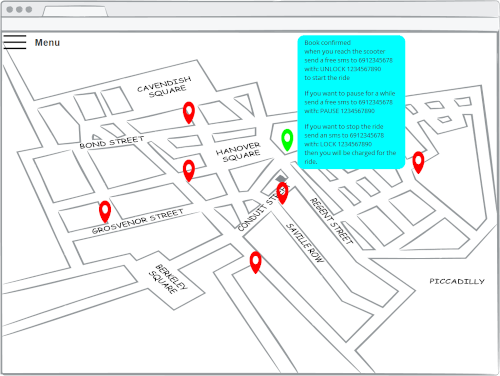 Menu
Book confirmed
when you reach the scooter
send a free sms to 6912345678
with: UNLOCK 1234567890
to start the ride
If you want to pause for a while
send a free sms to 6912345678
with: PAUSE 1234567890
If you want to stop the ride
send an sms to 6912345678
with: LOCK 1234567890
then you will be charged for the
ride.
CAVENDISH
SQUARE
BOND STREET
HANOVER
SQUARE
GROSVENOR STREET
CONDUIT STREET
REGENT STREET
SAVILLE ROW
BERKELEY
SQUARE
PICCADILLY